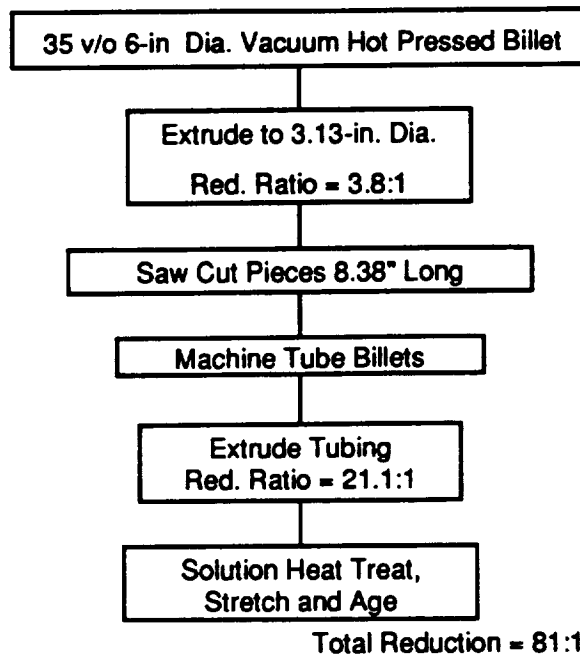 35 v/o 6-in Dia. Vacuum Hot Pressed Billet
Extrude to 3.13-in. Dia.
Red. Ratio = 3.8:1
Saw Cut Pieces 8.38" Long
Machine Tube Billets
Extrude Tubing
Red. Ratio = 21.1:1
Solution Heat Treat,
Stretch and Age
Total Reduction = 81:1